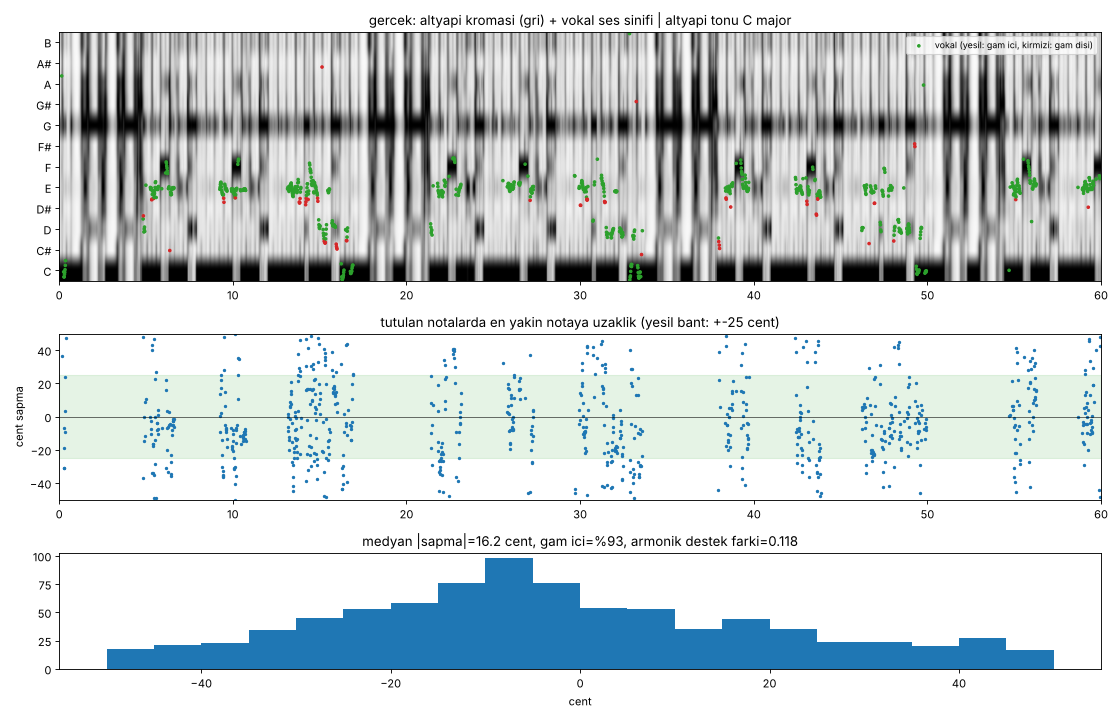 gercek: altyapi kromasi (gri) + vokal ses sinifi | altyapi tonu C major
vokal (yesil: gam ici, kirmizi: gam disi)
B
A#
A
G#
G
F#
F
E
D#
D
C#
C
0 10 20 30 40 50 60
tutulan notalarda en yakin notaya uzaklik (yesil bant: +-25 cent)
cent sapma
40
20
0
−20
−40
0 10 20 30 40 50 60
medyan |sapma|=16.2 cent, gam ici=%93, armonik destek farki=0.118
100
75
50
25
0
−40 −20 0 20 40
cent